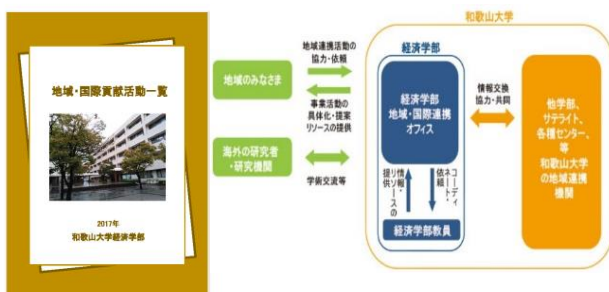 地域・国際貢献活動一覧
2017年
和歌山大学経済学部
地域のみなさま
海外の研究者
・研究機関
地域連携活動の
協力・依頼
事業活動の
具体化・提案
リソースの提供
学術交流等
和歌山大学
経済学部
経済学部
地域・国際連携
オフィス
情報・
リソースの
提供
コーディ
ネート・
依頼
経済学部教員
情報交換
協力・共同
他学部、
サテライト、
各種センター、
等
和歌山大学
の地域連携
機関